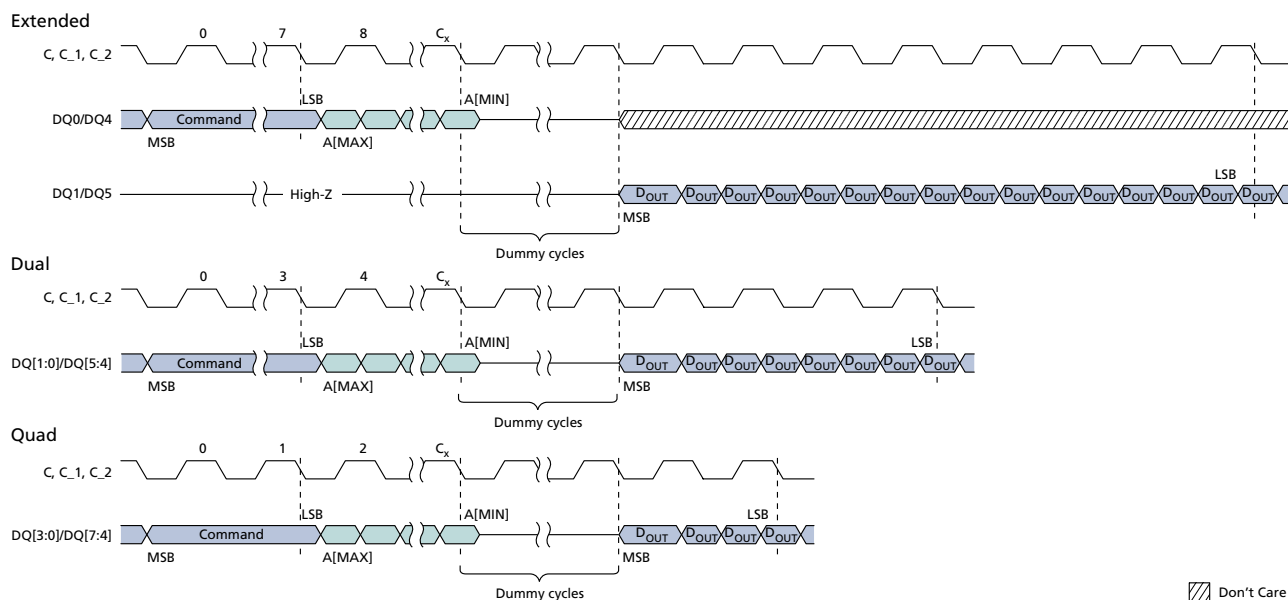 Extended
0 7 8 Cx
C, C_1, C_2
LSB A[MIN]
DQ0/DQ4 Command
MSB A[MAX]
LSB
DQ1/DQ5 High-Z DOUT DOUT DOUT DOUT DOUT DOUT DOUT DOUT DOUT DOUT DOUT DOUT DOUT DOUT DOUT
MSB
Dummy cycles
Dual
0 3 4 Cx
C, C_1, C_2
LSB A[MIN] LSB
DQ[1:0]/DQ[5:4] Command DOUT DOUT DOUT DOUT DOUT DOUT DOUT DOUT
MSB A[MAX] MSB
Dummy cycles
Quad
0 1 2 Cx
C, C_1, C_2
LSB A[MIN] LSB
DQ[3:0]/DQ[7:4] Command DOUT DOUT DOUT DOUT
MSB A[MAX] MSB
Dummy cycles
Don't Care